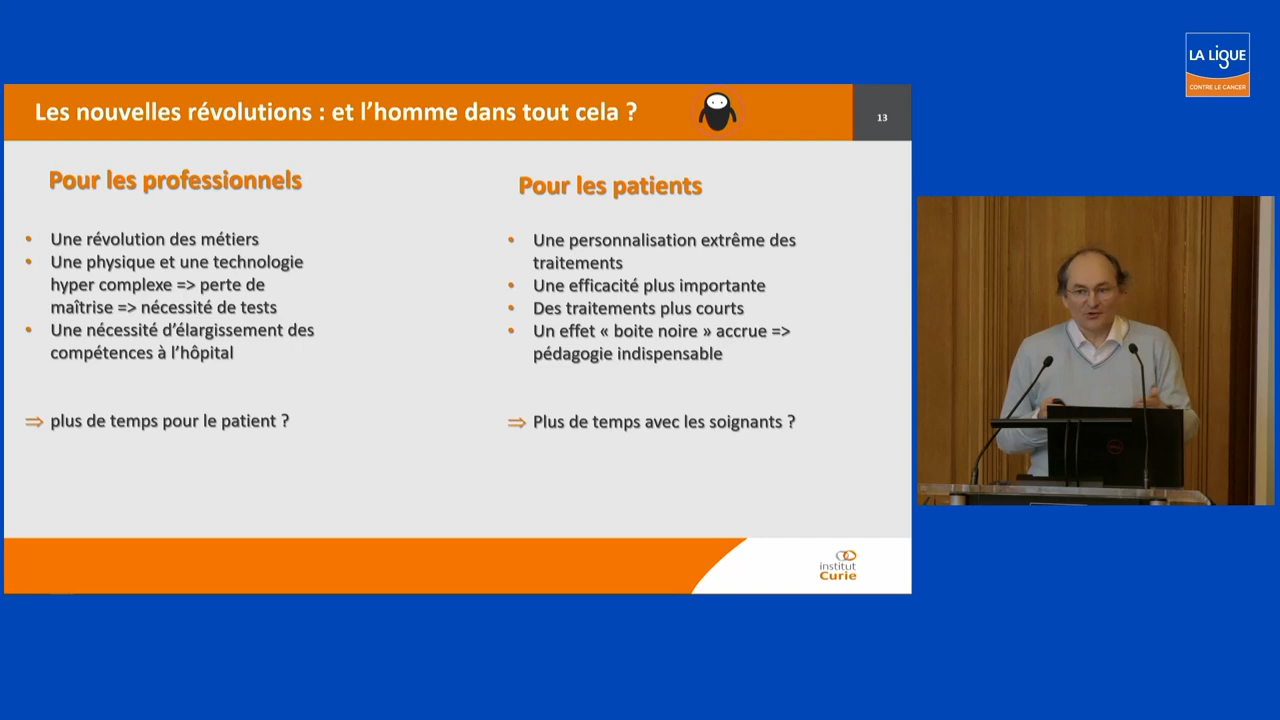 LA LIGUE
CONTRE LE CANCER
Les nouvelles révolutions : et l'homme dans tout cela ?
13
Pour les professionnels
• Une révolution des métiers
• Une physique et une technologie
hyper complexe => perte de
maîtrise => nécessité de tests
• Une nécessité d'élargissement des
compétences à l'hôpital
⇒ plus de temps pour le patient ?
Pour les patients
• Une personnalisation extrême des
traitements
• Une efficacité plus importante
• Des traitements plus courts
• Un effet « boite noire » accrue =>
pédagogie indispensable
⇒ Plus de temps avec les soignants ?
institut
Curie